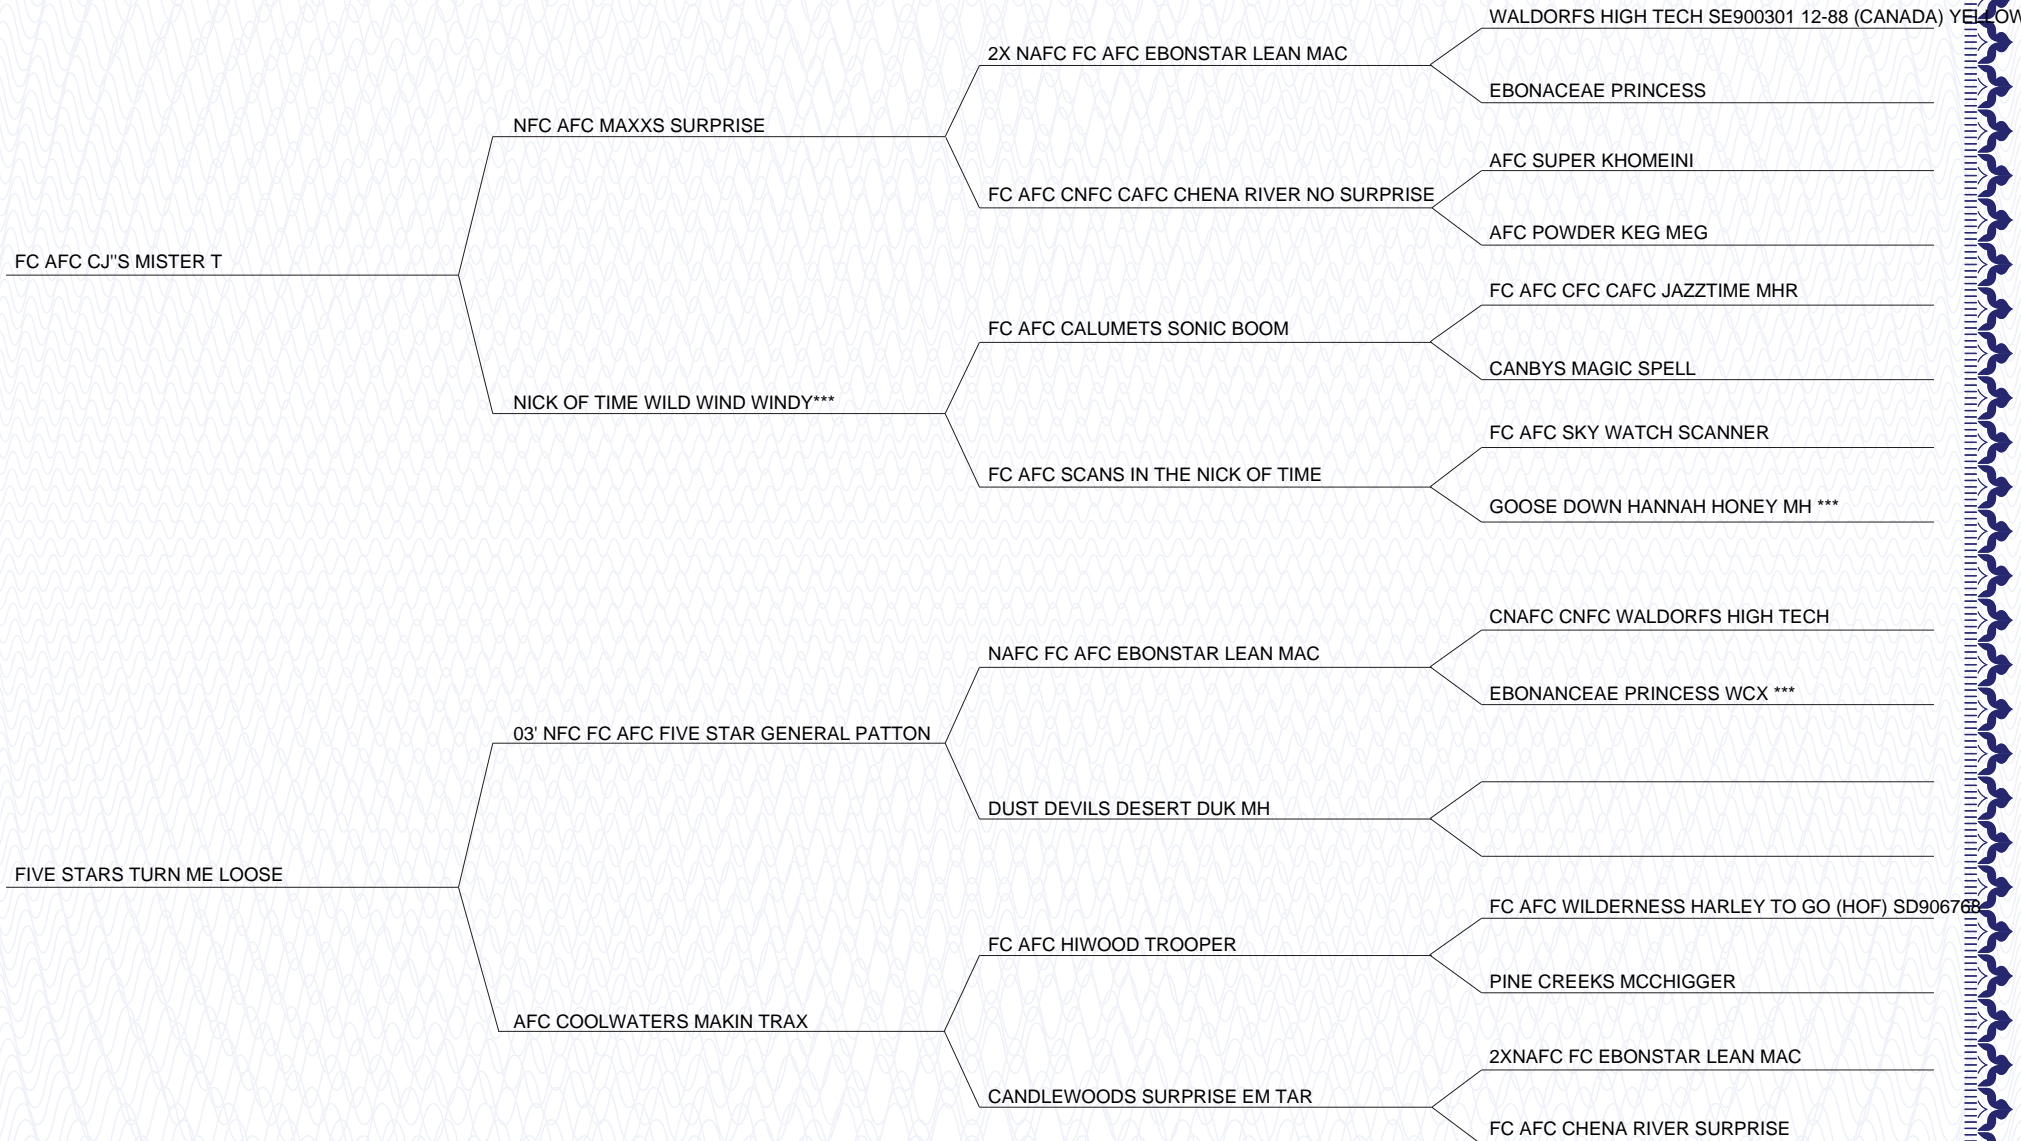 WALDORFS HIGH TECH SE900301 12-88 (CANADA) YELLOW
2X NAFC FC AFC EBONSTAR LEAN MAC
EBONACEAE PRINCESS
NFC AFC MAXXS SURPRISE
AFC SUPER KHOMEINI
FC AFC CNFC CAFC CHENA RIVER NO SURPRISE
AFC POWDER KEG MEG
FC AFC CJ"S MISTER T
FC AFC CFC CAFC JAZZTIME MHR
FC AFC CALUMETS SONIC BOOM
CANBYS MAGIC SPELL
NICK OF TIME WILD WIND WINDY***
FC AFC SKY WATCH SCANNER
FC AFC SCANS IN THE NICK OF TIME
GOOSE DOWN HANNAH HONEY MH ***
CNAFC CNFC WALDORFS HIGH TECH
NAFC FC AFC EBONSTAR LEAN MAC
EBONANCEAE PRINCESS WCX ***
03' NFC FC AFC FIVE STAR GENERAL PATTON
DUST DEVILS DESERT DUK MH
FIVE STARS TURN ME LOOSE
FC AFC WILDERNESS HARLEY TO GO (HOF) SD906768
FC AFC HIWOOD TROOPER
PINE CREEKS MCCHIGGER
AFC COOLWATERS MAKIN TRAX
2XNAFC FC EBONSTAR LEAN MAC
CANDLEWOODS SURPRISE EM TAR
FC AFC CHENA RIVER SURPRISE